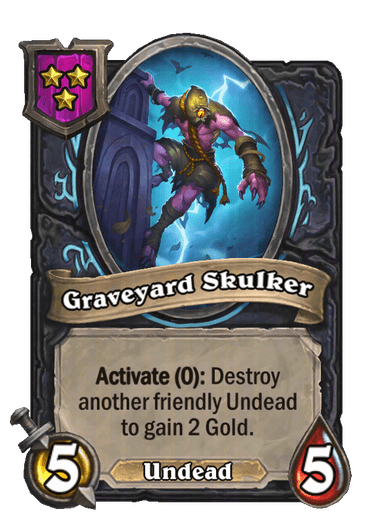 Graveyard Skulker
Activate (0): Destroy
another friendly Undead
to gain 2 Gold.
5
Undead
5